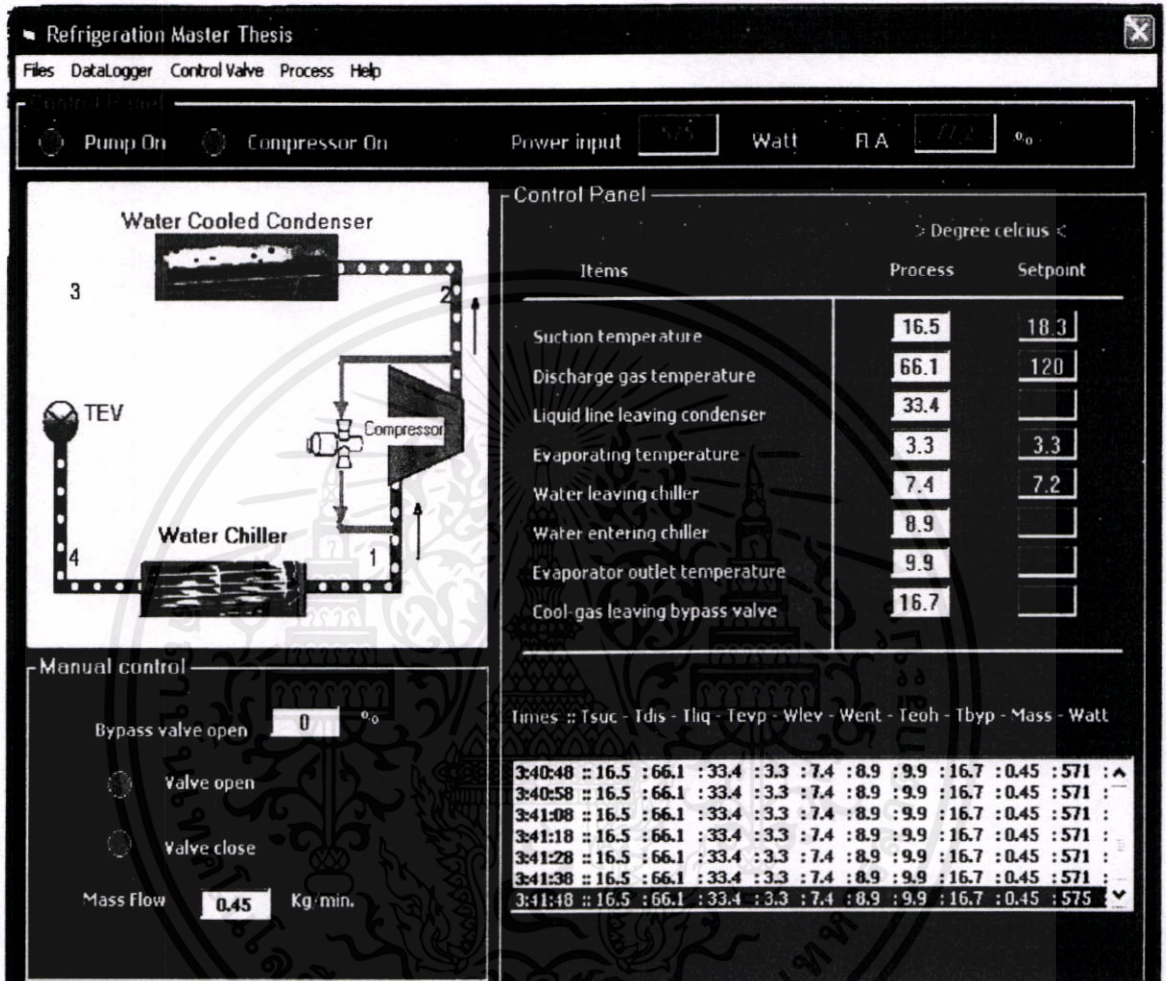 Refrigeration Master Thesis
Files DataLogger Control Valve Process Help
Control Panel
Pump On Compressor On Power input 575 Watt FLA 77.2 %
Water Cooled Condenser
3
2
TEV
Compressor
Water Chiller
4
1
Control Panel
> Degree celcius <
Items Process Setpoint
Suction temperature 16.5 18.3
Discharge gas temperature 66.1 120
Liquid line leaving condenser 33.4
Evaporating temperature 3.3 3.3
Water leaving chiller 7.4 7.2
Water entering chiller 8.9
Evaporator outlet temperature 9.9
Cool-gas leaving bypass valve 16.7
Manual control
Bypass valve open 0 %
Valve open
Valve close
Mass Flow 0.45 Kg/min.
Times :: Tsuc - Tdis - Tliq - Tevp - Wlev - Went - Teoh - Tbyp - Mass - Watt
3:40:48 :: 16.5 : 66.1 : 33.4 : 3.3 : 7.4 : 8.9 : 9.9 : 16.7 : 0.45 : 571 :
3:40:58 :: 16.5 : 66.1 : 33.4 : 3.3 : 7.4 : 8.9 : 9.9 : 16.7 : 0.45 : 571 :
3:41:08 :: 16.5 : 66.1 : 33.4 : 3.3 : 7.4 : 8.9 : 9.9 : 16.7 : 0.45 : 571 :
3:41:18 :: 16.5 : 66.1 : 33.4 : 3.3 : 7.4 : 8.9 : 9.9 : 16.7 : 0.45 : 571 :
3:41:28 :: 16.5 : 66.1 : 33.4 : 3.3 : 7.4 : 8.9 : 9.9 : 16.7 : 0.45 : 571 :
3:41:38 :: 16.5 : 66.1 : 33.4 : 3.3 : 7.4 : 8.9 : 9.9 : 16.7 : 0.45 : 571 :
3:41:48 :: 16.5 : 66.1 : 33.4 : 3.3 : 7.4 : 8.9 : 9.9 : 16.7 : 0.45 : 575 :